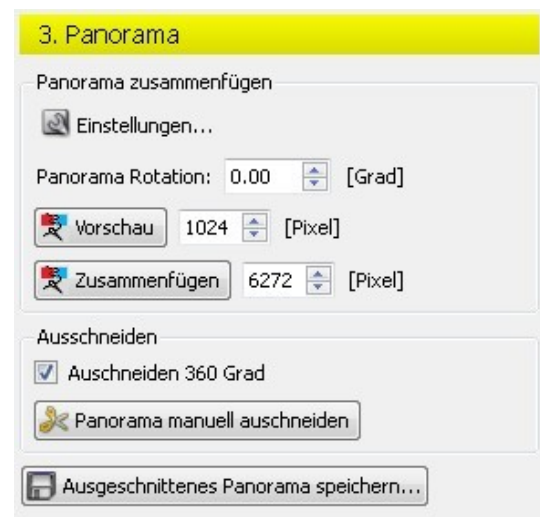 3. Panorama
Panorama zusammenfügen
Einstellungen...
Panorama Rotation: 0.00 [Grad]
Vorschau 1024 [Pixel]
Zusammenfügen 6272 [Pixel]
Ausschneiden
Auschneiden 360 Grad
Panorama manuell auschneiden
Ausgeschnittenes Panorama speichern...